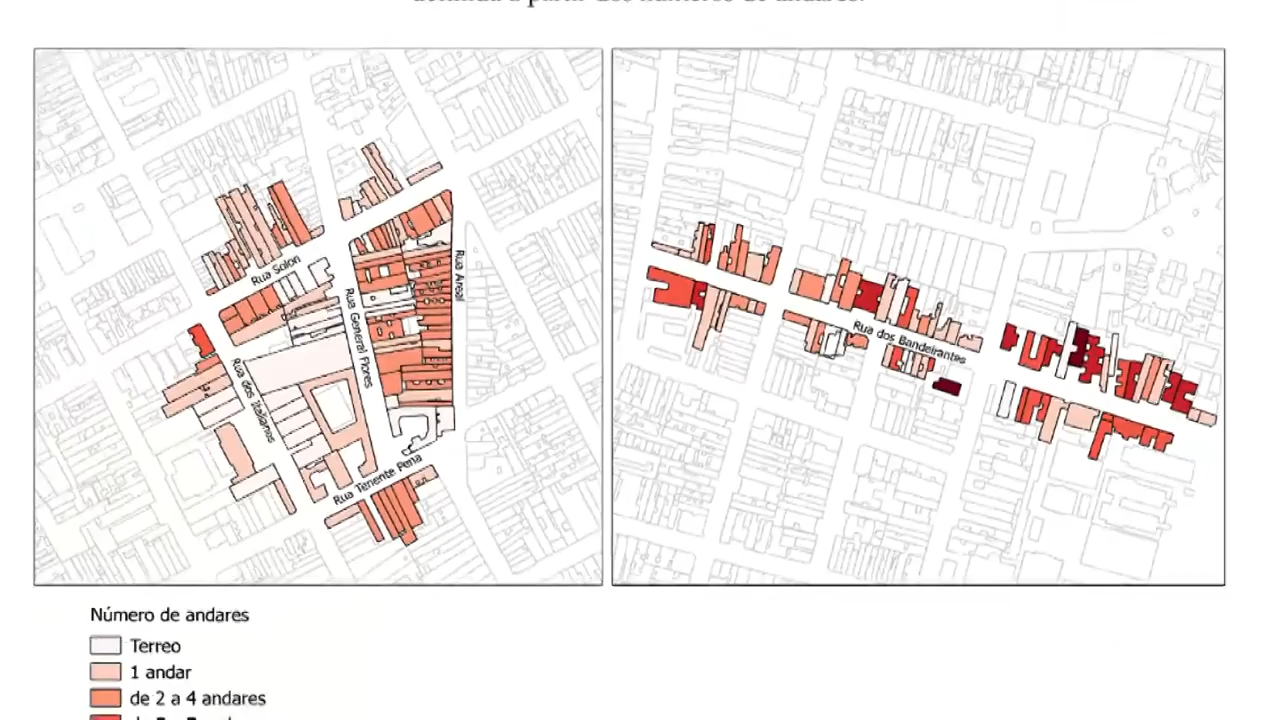 Rua Solon
Rua Areal
Rua General Flores
Rua dos Italianos
Rua Tenente Pena
Rua dos Bandeirantes
Número de andares
Terreo
1 andar
de 2 a 4 andares